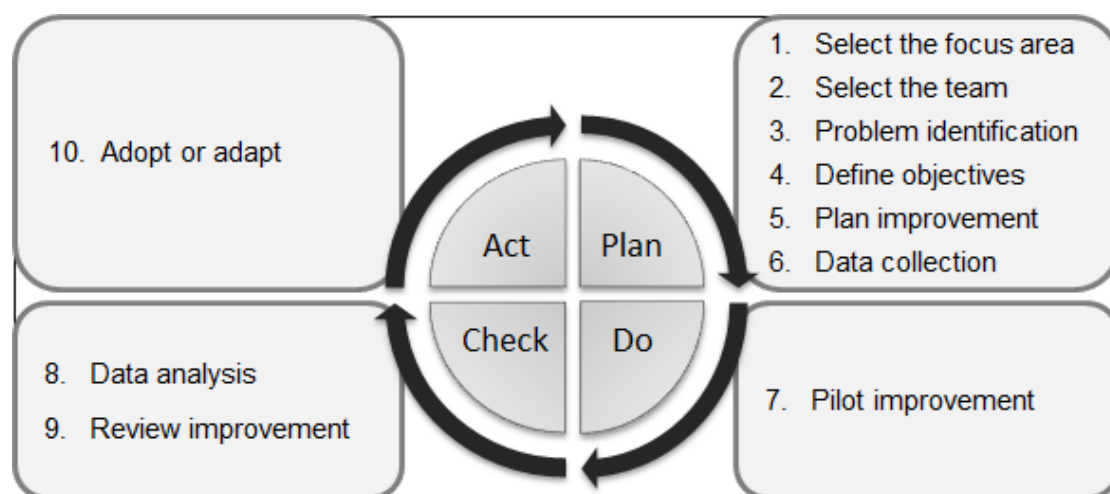 1. Select the focus area
2. Select the team
3. Problem identification
4. Define objectives
5. Plan improvement
6. Data collection
7. Pilot improvement
8. Data analysis
9. Review improvement
10. Adopt or adapt
Act
Plan
Check
Do